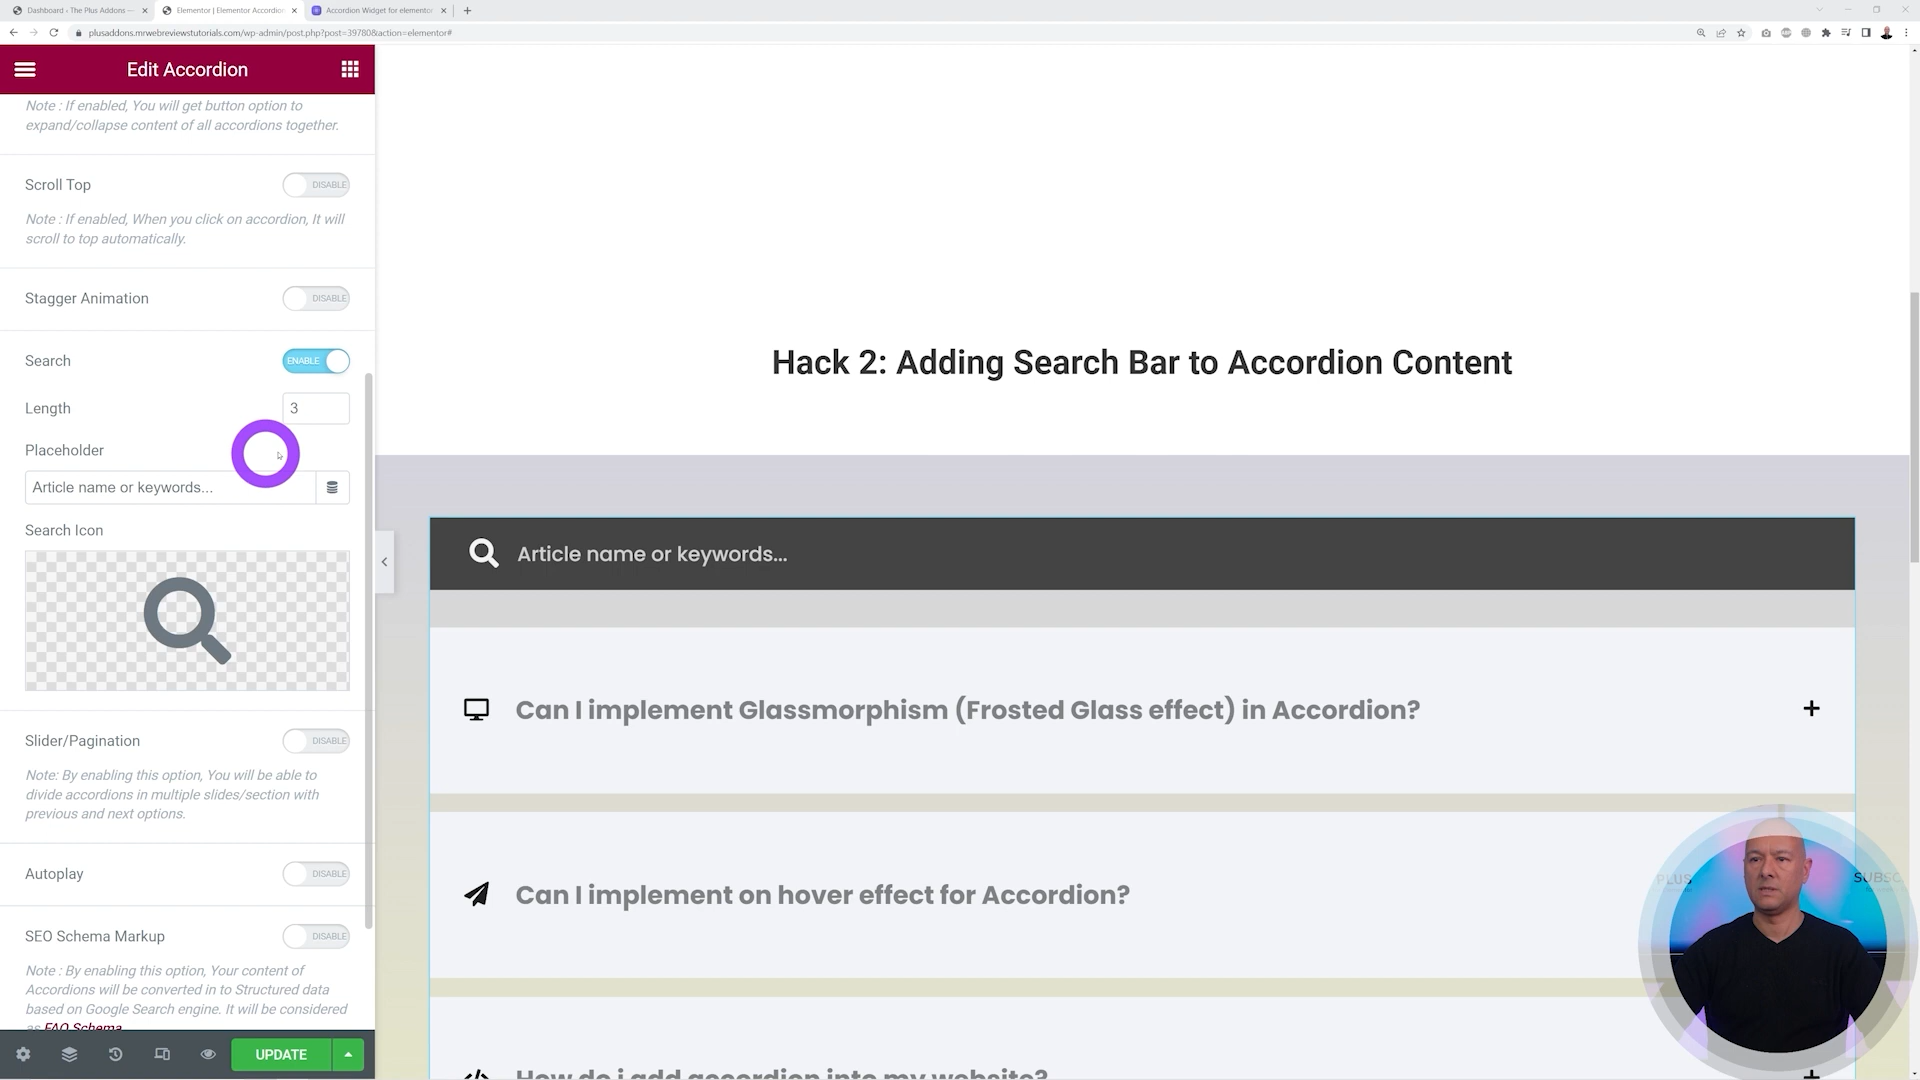 Dashboard ‹ The Plus Addons —
Elementor | Elementor Accordion
Accordion Widget for elementor
plusaddons.mrwebreviewstutorials.com/wp-admin/post.php?post=39780&action=elementor#
Edit Accordion
Note : If enabled, You will get button option to
expand/collapse content of all accordions together.
Scroll Top
DISABLE
Note : If enabled, When you click on accordion, It will
scroll to top automatically.
Stagger Animation
DISABLE
Search
ENABLE
Length
3
Placeholder
Article name or keywords...
Search Icon
Slider/Pagination
DISABLE
Note: By enabling this option, You will be able to
divide accordions in multiple slides/section with
previous and next options.
Autoplay
DISABLE
SEO Schema Markup
DISABLE
Note : By enabling this option, Your content of
Accordions will be converted in to Structured data
based on Google Search engine. It will be considered
as FAQ Schema
UPDATE
Hack 2: Adding Search Bar to Accordion Content
Article name or keywords...
Can I implement Glassmorphism (Frosted Glass effect) in Accordion?
Can I implement on hover effect for Accordion?
How do i add accordion into my website?
PLUS
SUBSC